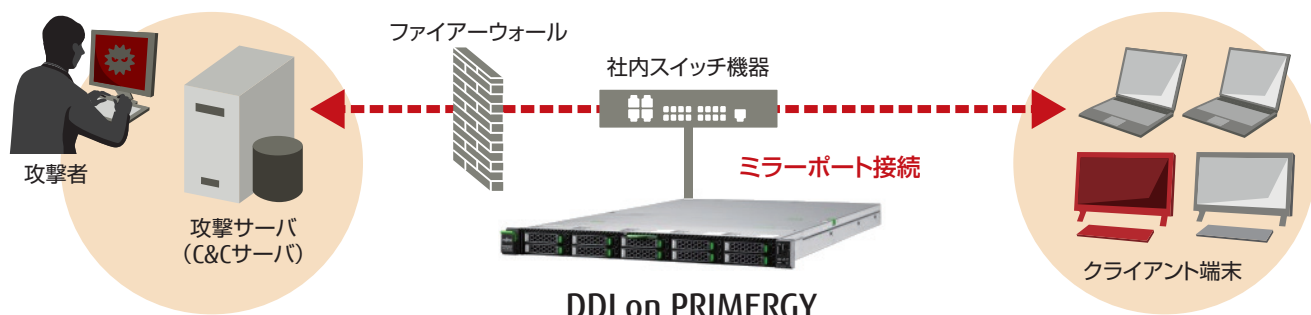 ファイアーウォール
社内スイッチ機器
攻撃者
ミラーポート接続
攻撃サーバ
(C&Cサーバ)
クライアント端末
DDI on PRIMERGY